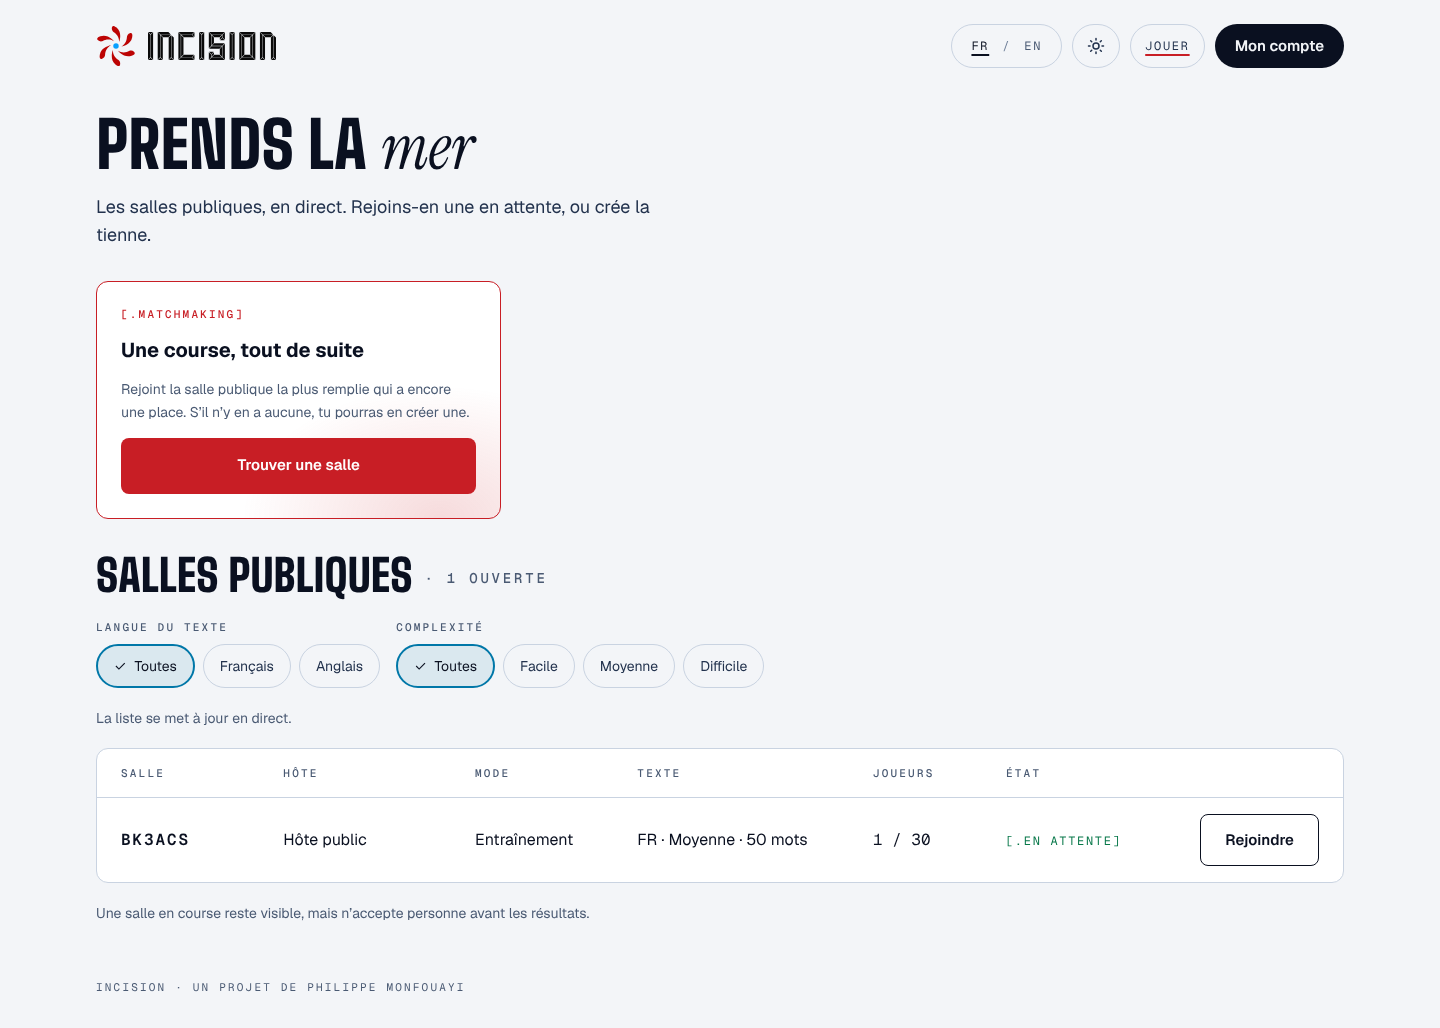 INCISION
FR / EN
JOUER
Mon compte
PRENDS LA mer
Les salles publiques, en direct. Rejoins-en une en attente, ou crée la
tienne.
[.MATCHMAKING]
Une course, tout de suite
Rejoint la salle publique la plus remplie qui a encore
une place. S’il n’y en a aucune, tu pourras en créer une.
Trouver une salle
SALLES PUBLIQUES · 1 OUVERTE
LANGUE DU TEXTE
COMPLEXITÉ
Toutes Français Anglais
Toutes Facile Moyenne Difficile
La liste se met à jour en direct.
SALLE HÔTE MODE TEXTE JOUEURS ÉTAT
BK3ACS Hôte public Entraînement FR · Moyenne · 50 mots 1 / 30 [.EN ATTENTE] Rejoindre
Une salle en course reste visible, mais n’accepte personne avant les résultats.
INCISION · UN PROJET DE PHILIPPE MONFOUAYI